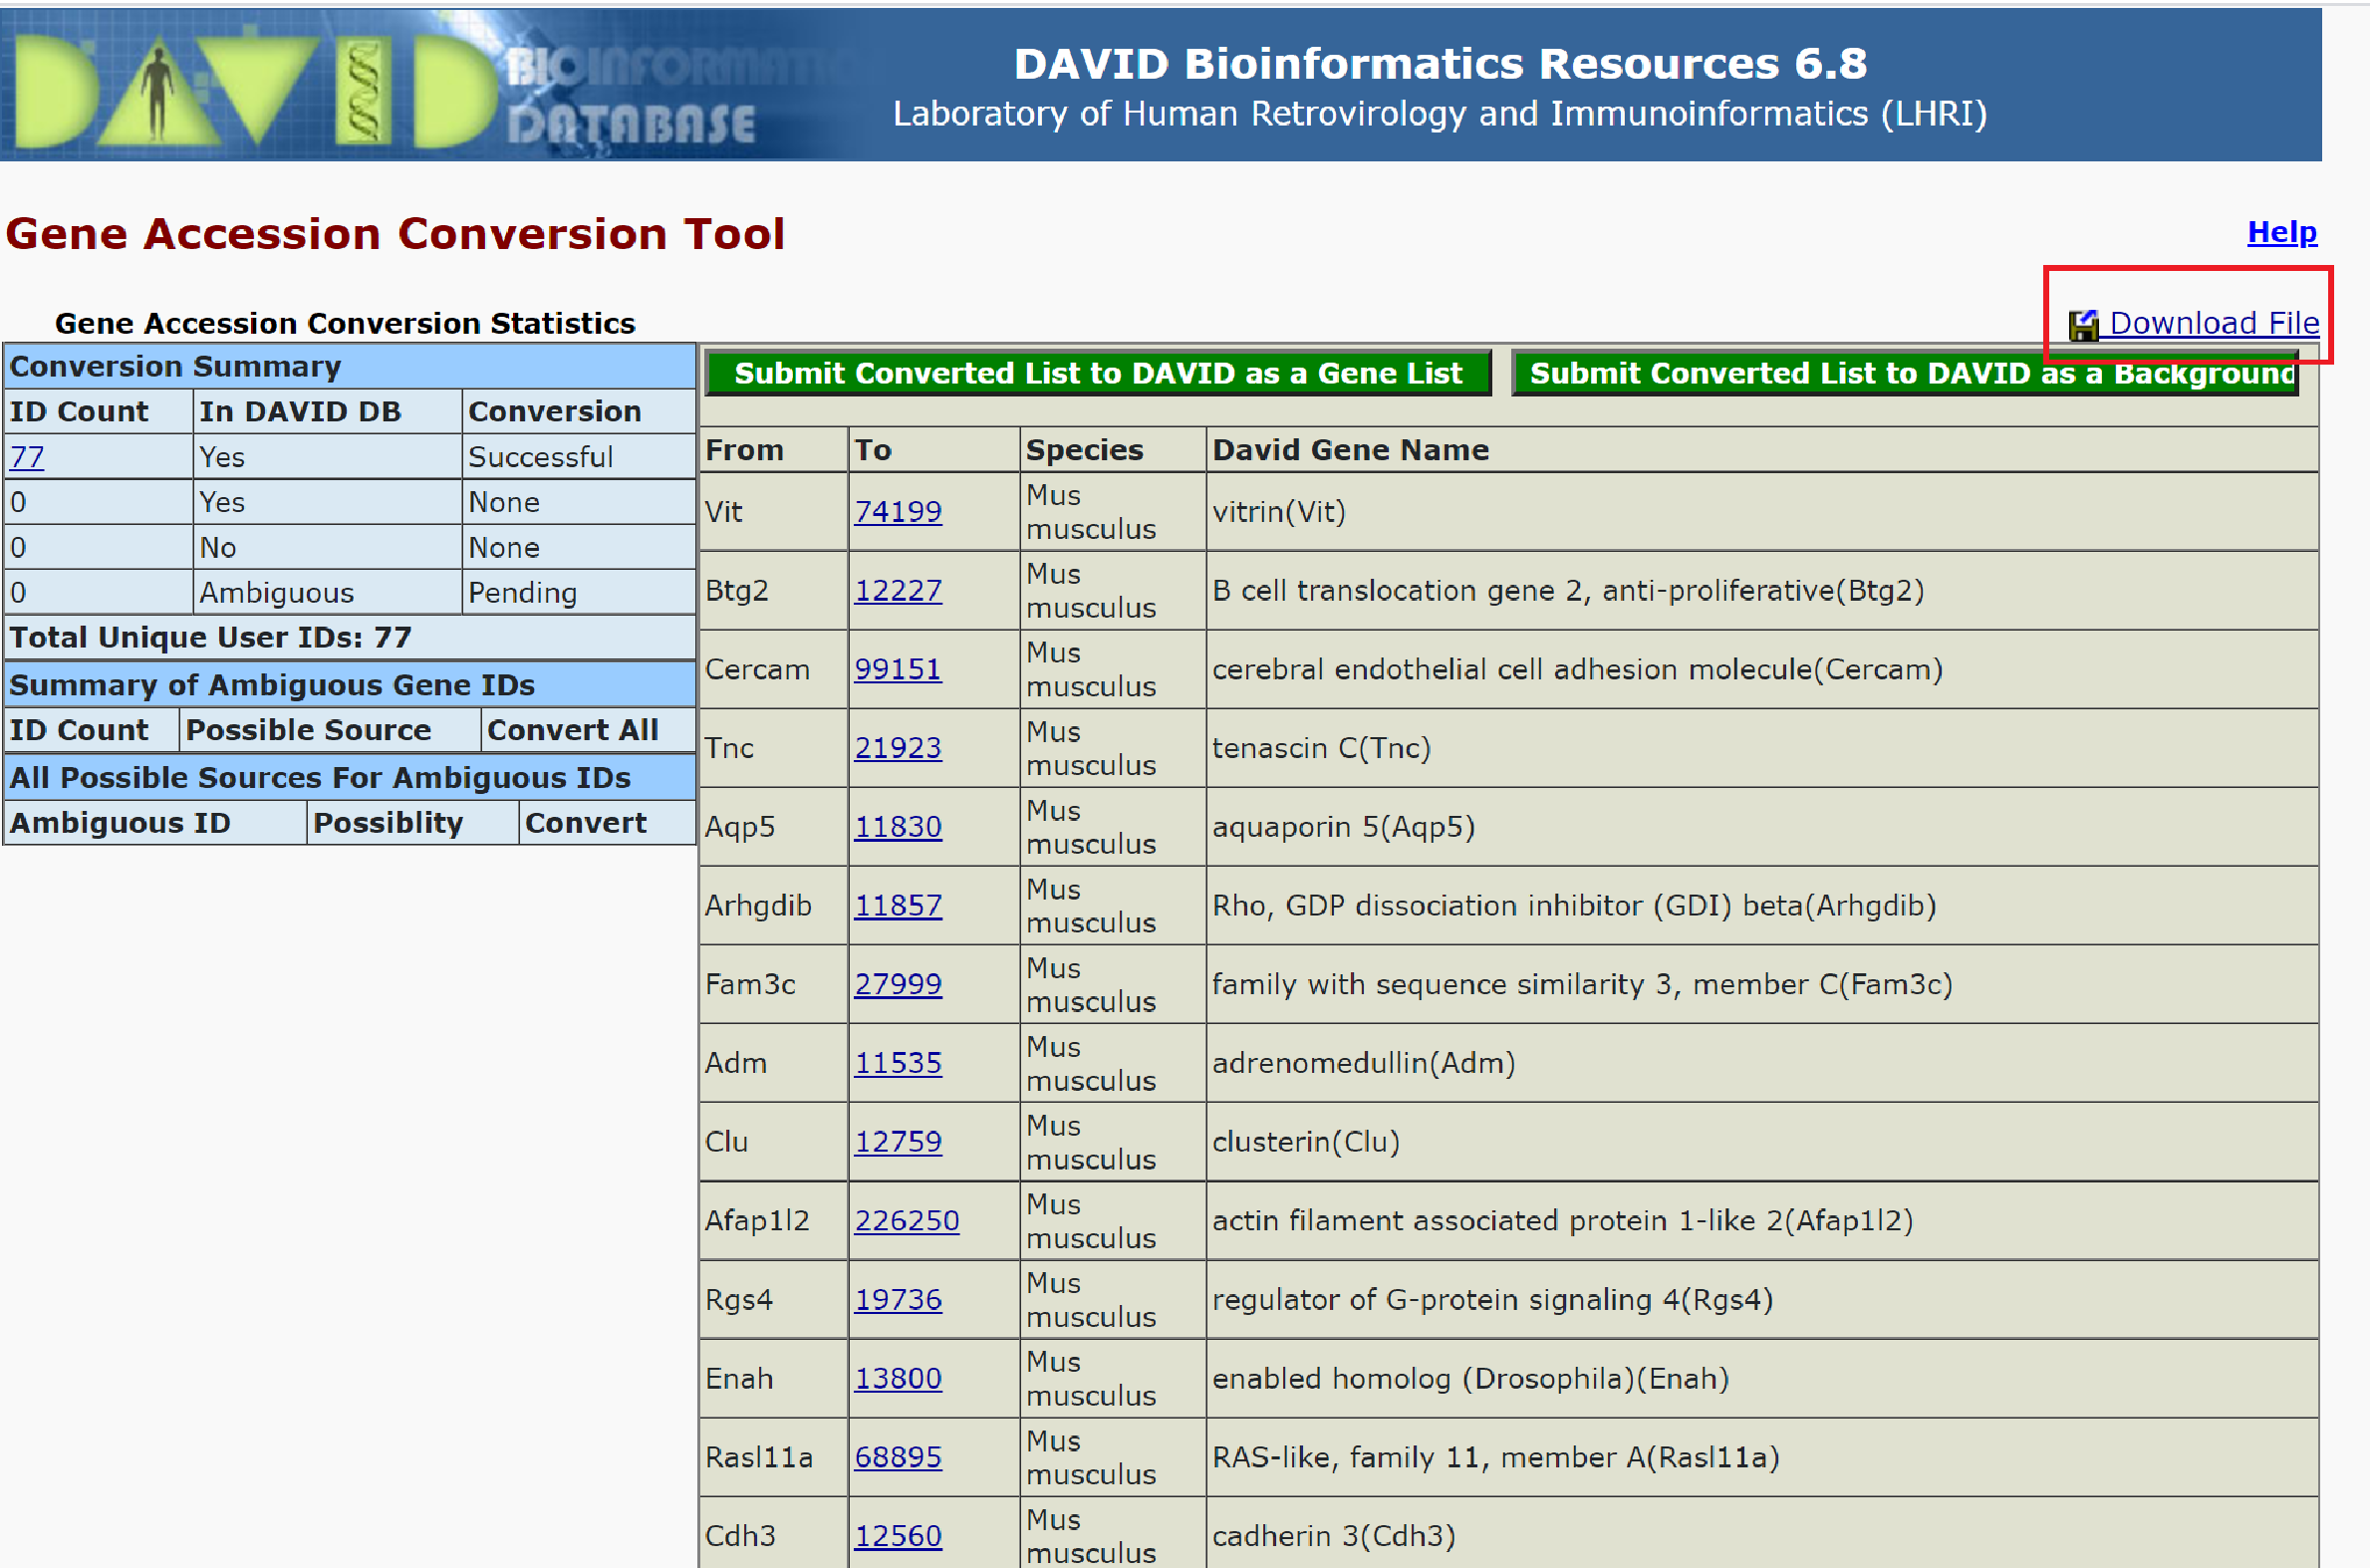 DAVID BIOINFORMATICS
DATABASE
DAVID Bioinformatics Resources 6.8
Laboratory of Human Retrovirology and Immunoinformatics (LHRI)
Gene Accession Conversion Tool
Help
Gene Accession Conversion Statistics
Download File
Conversion Summary
ID Count In DAVID DB Conversion
77 Yes Successful
0 Yes None
0 No None
0 Ambiguous Pending
Total Unique User IDs: 77
Summary of Ambiguous Gene IDs
ID Count Possible Source Convert All
All Possible Sources For Ambiguous IDs
Ambiguous ID Possiblity Convert
Submit Converted List to DAVID as a Gene List Submit Converted List to DAVID as a Background
From To Species David Gene Name
Vit 74199 Mus musculus vitrin(Vit)
Btg2 12227 Mus musculus B cell translocation gene 2, anti-proliferative(Btg2)
Cercam 99151 Mus musculus cerebral endothelial cell adhesion molecule(Cercam)
Tnc 21923 Mus musculus tenascin C(Tnc)
Aqp5 11830 Mus musculus aquaporin 5(Aqp5)
Arhgdib 11857 Mus musculus Rho, GDP dissociation inhibitor (GDI) beta(Arhgdib)
Fam3c 27999 Mus musculus family with sequence similarity 3, member C(Fam3c)
Adm 11535 Mus musculus adrenomedullin(Adm)
Clu 12759 Mus musculus clusterin(Clu)
Afap1l2 226250 Mus musculus actin filament associated protein 1-like 2(Afap1l2)
Rgs4 19736 Mus musculus regulator of G-protein signaling 4(Rgs4)
Enah 13800 Mus musculus enabled homolog (Drosophila)(Enah)
Rasl11a 68895 Mus musculus RAS-like, family 11, member A(Rasl11a)
Cdh3 12560 Mus musculus cadherin 3(Cdh3)